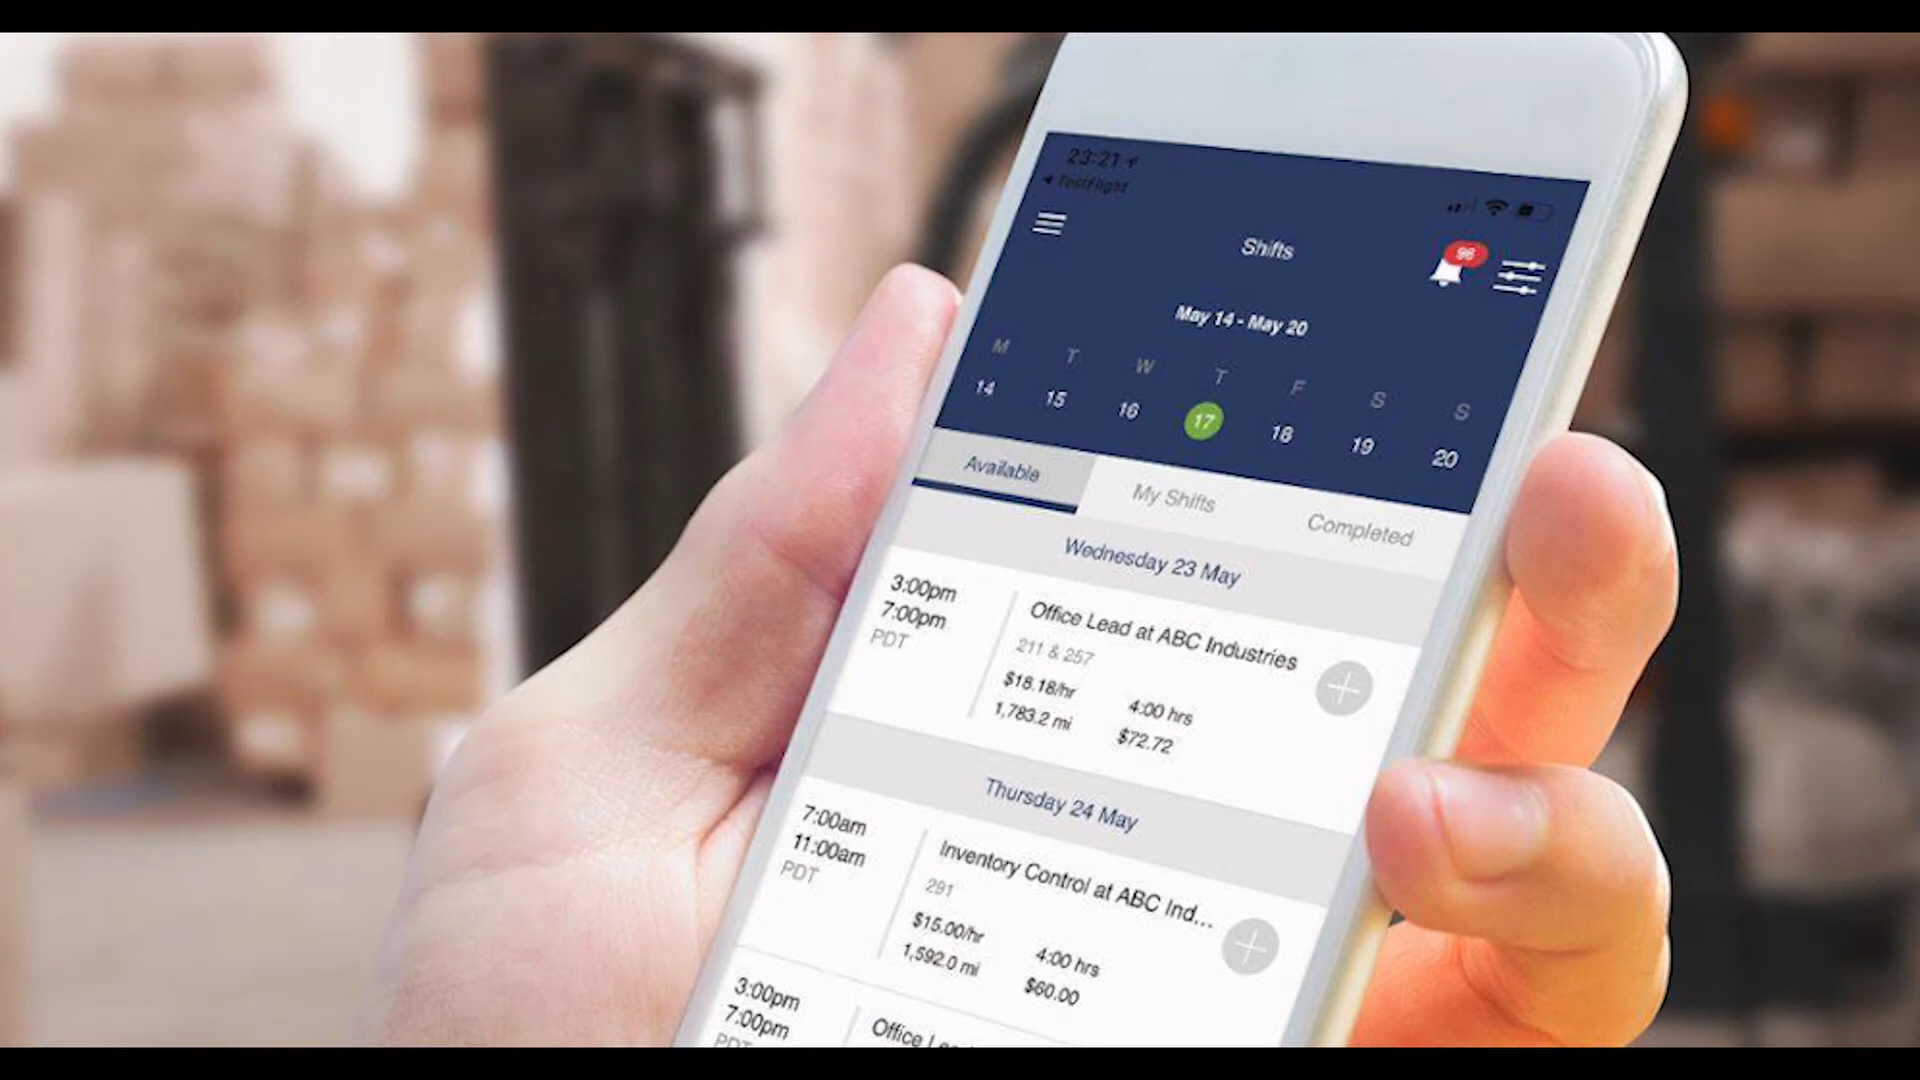 23:21
TestFlight
Shifts
96
May 14 - May 20
M T W T F S S
14 15 16 17 18 19 20
Available My Shifts Completed
Wednesday 23 May
3:00pm
7:00pm
PDT
Office Lead at ABC Industries
211 & 257
$18.18/hr 4:00 hrs
1,783.2 mi $72.72
Thursday 24 May
7:00am
11:00am
PDT
Inventory Control at ABC Ind...
291
$15.00/hr 4:00 hrs
1,592.0 mi $60.00
3:00pm
7:00pm
PDT
Office